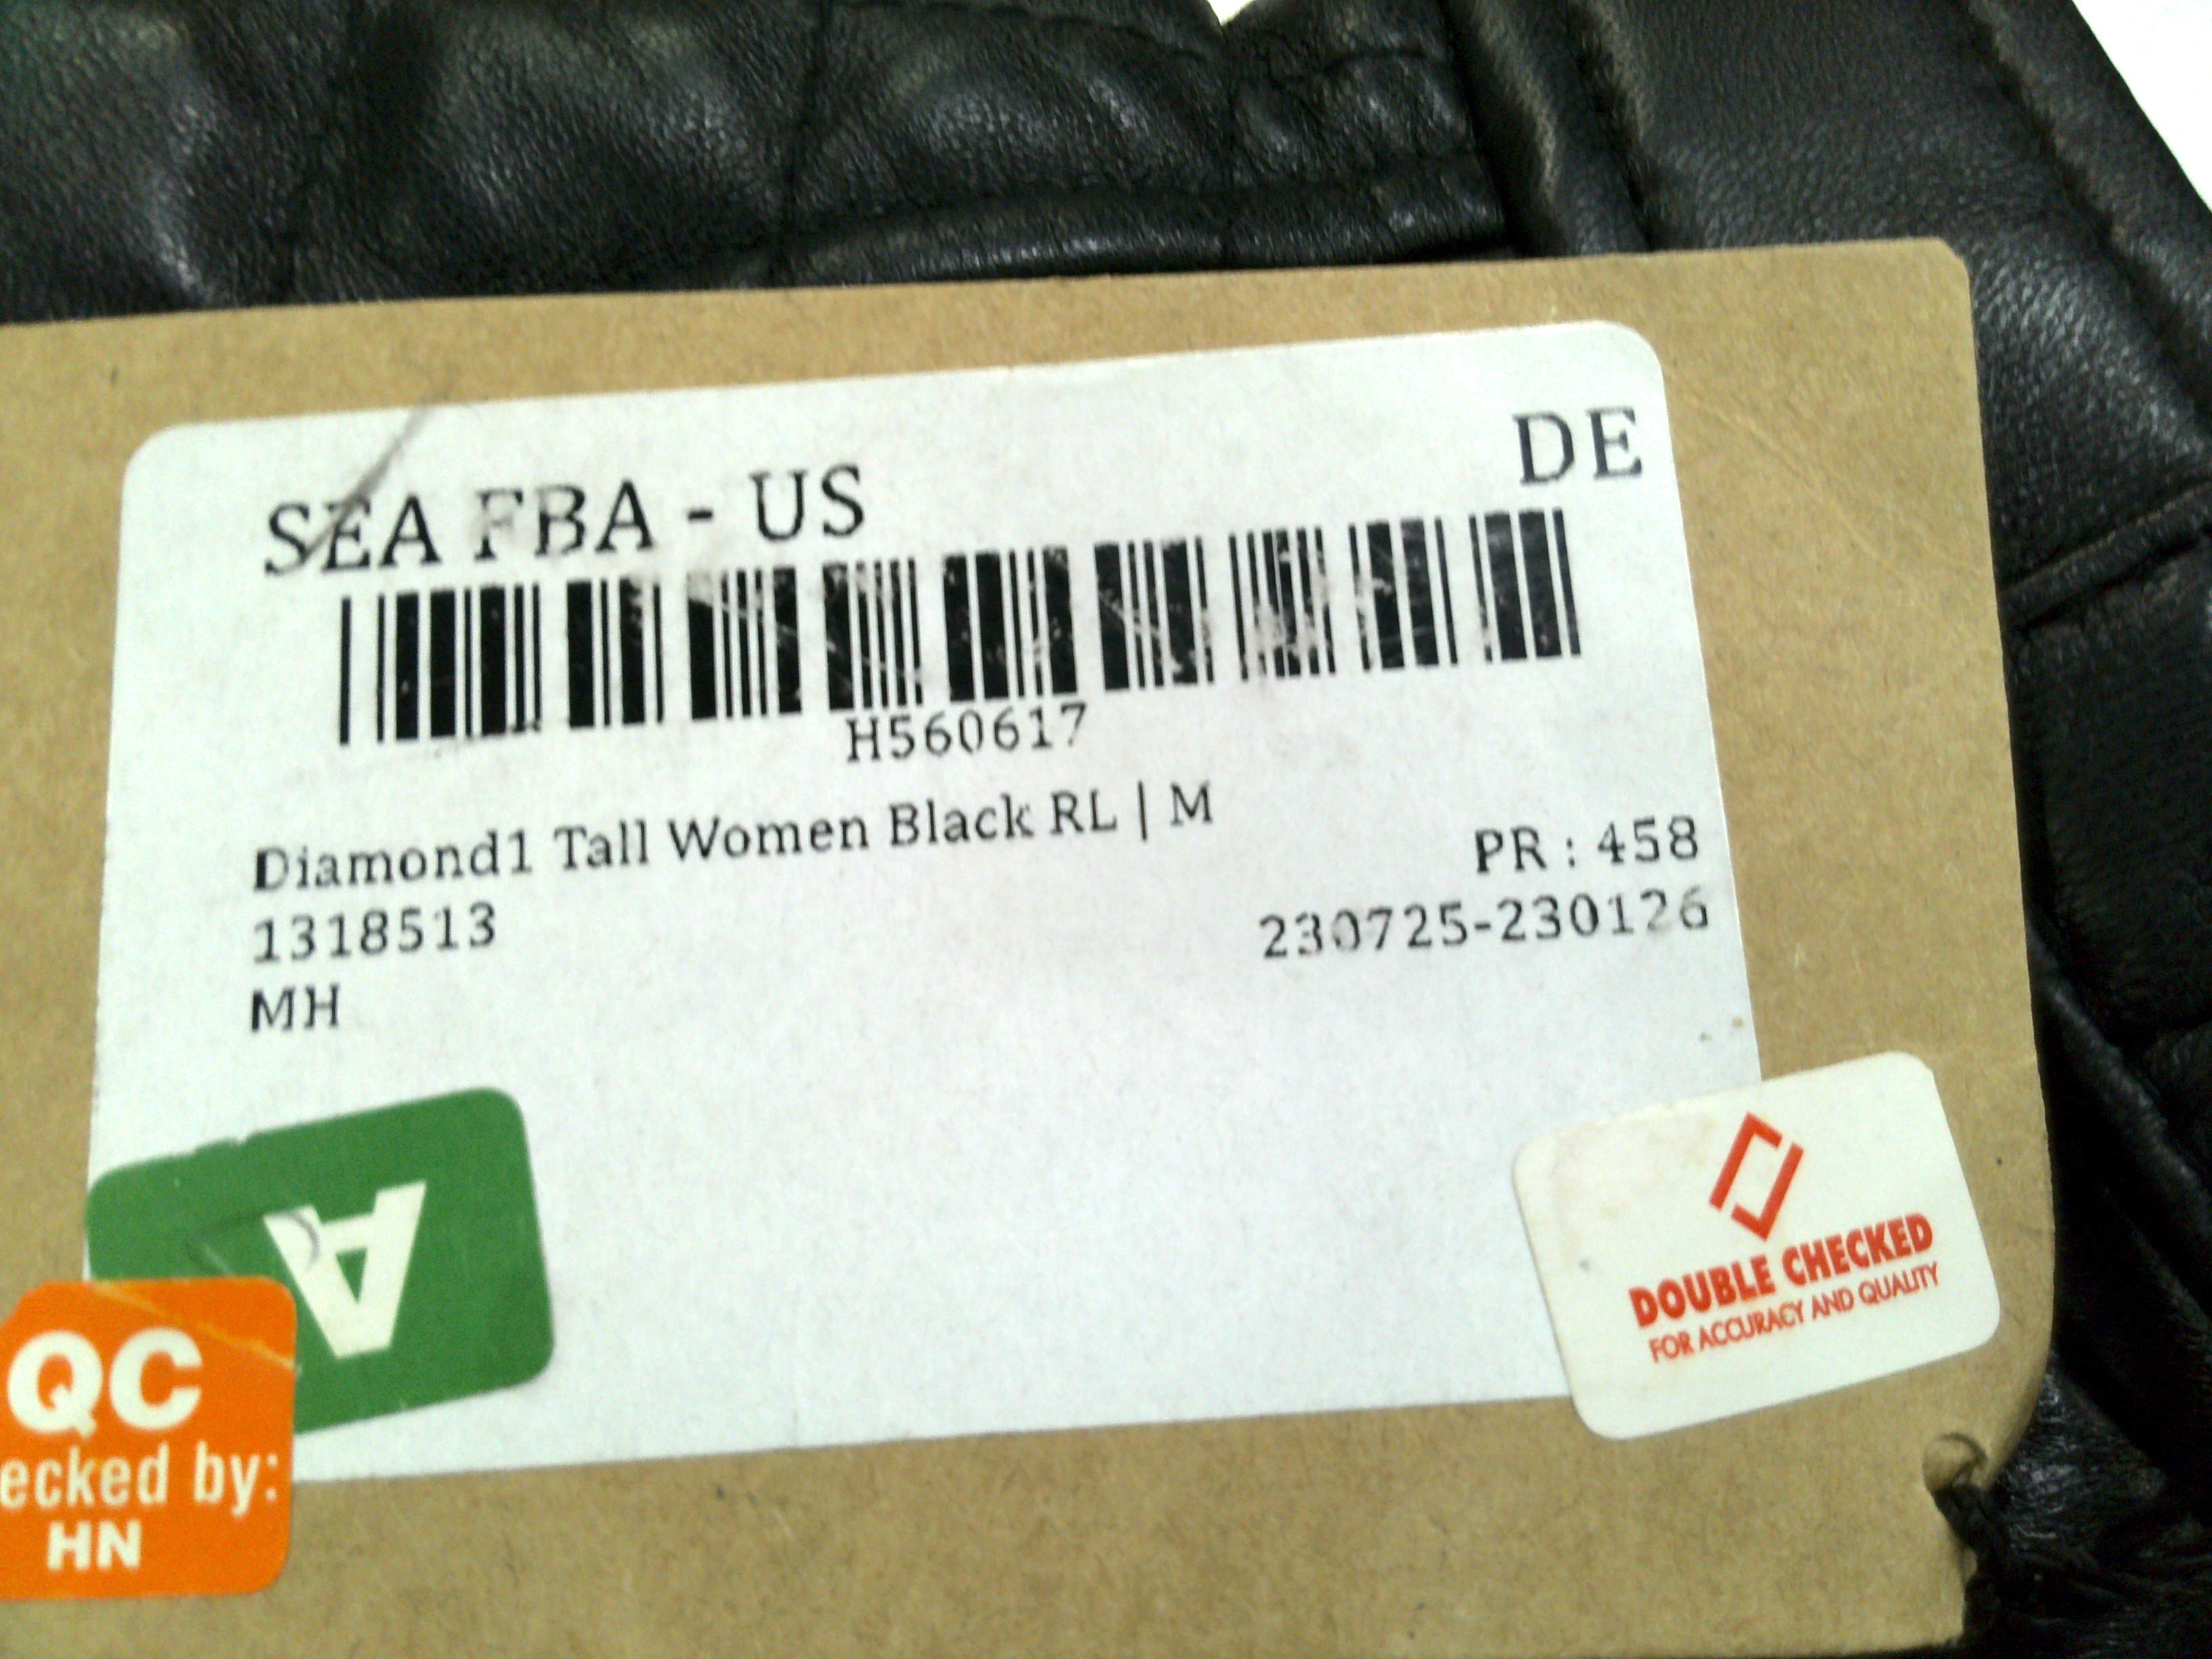 SEA FBA - US
DE
H560617
Diamond1 Tall Women Black RL | M
PR : 458
1318513
230725-230126
MH
A
QC
ecked by:
HN
DOUBLE CHECKED
FOR ACCURACY AND QUALITY